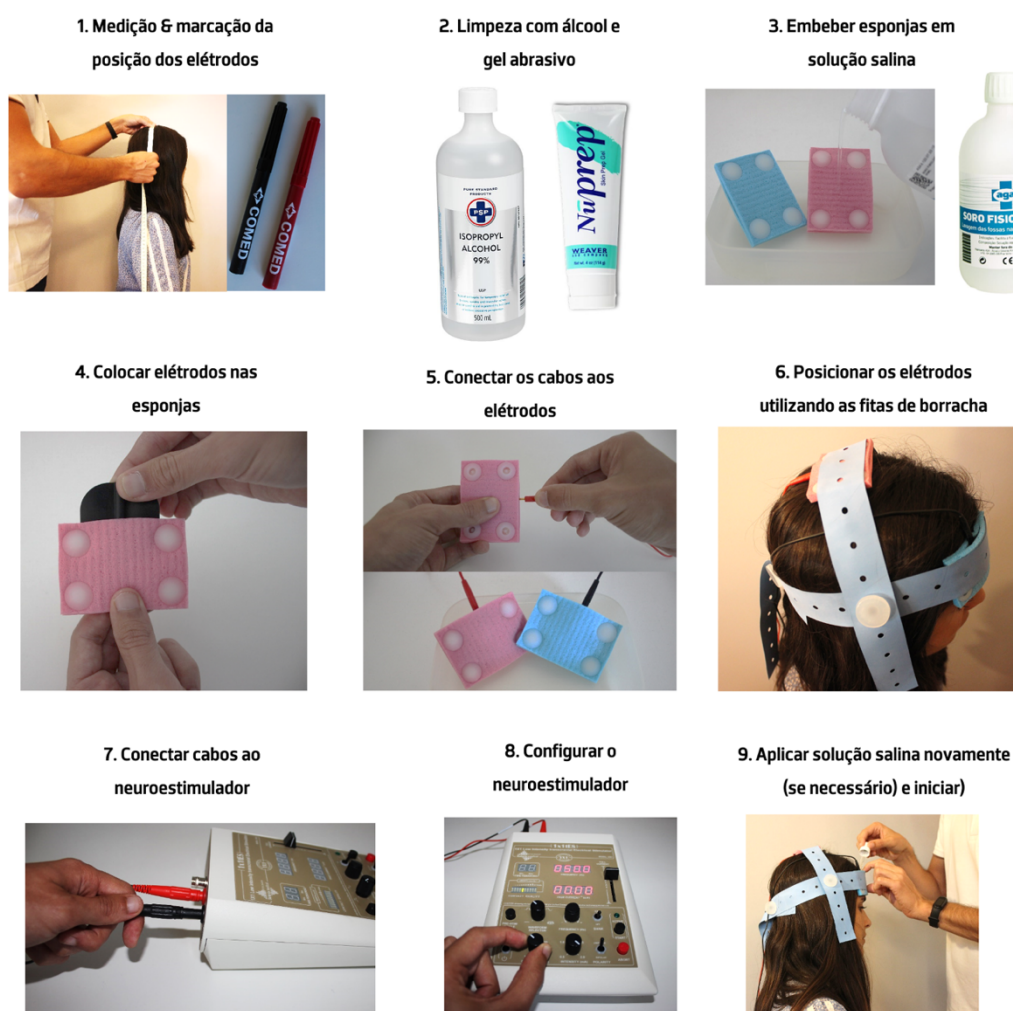 1. Medição & marcação da
posição dos elétrodos
2. Limpeza com álcool e
gel abrasivo
3. Embeber esponjas em
solução salina
COMED
COMED
PSP
ISOPROPYL
ALCOHOL
99%
500 mL
Nuprep
Skin Prep Gel
WEAVER
SORO FISIO
4. Colocar elétrodos nas
esponjas
5. Conectar os cabos aos
elétrodos
6. Posicionar os elétrodos
utilizando as fitas de borracha
7. Conectar cabos ao
neuroestimulador
8. Configurar o
neuroestimulador
9. Aplicar solução salina novamente
(se necessário) e iniciar)